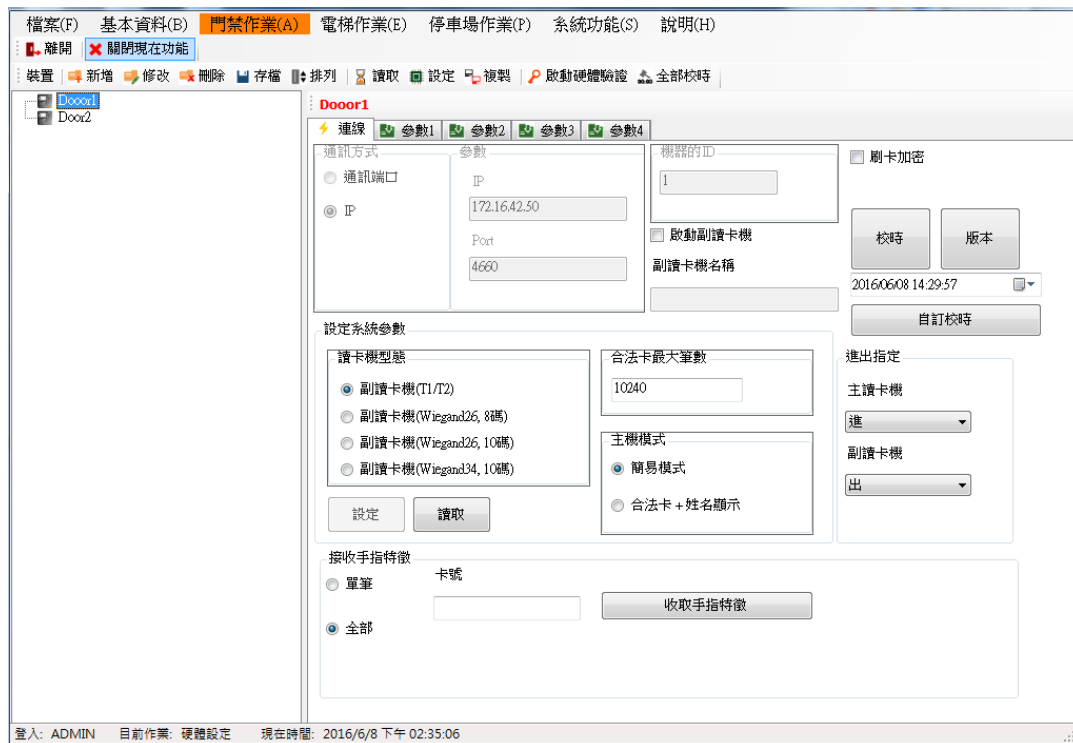 檔案(F) 基本資料(B) 門禁作業(A) 電梯作業(E) 停車場作業(P) 系統功能(S) 說明(H)
離開 關閉現在功能
裝置 新增 修改 刪除 存檔 排列 讀取 設定 複製 啟動硬體驗證 全部校時
Dooor1
Door2
Dooor1
連線 參數1 參數2 參數3 參數4
通訊方式
通訊端口
IP
參數
IP
172.16.42.50
Port
4660
機器的ID
1
啟動副讀卡機
副讀卡機名稱
刷卡加密
校時 版本
2016/06/08 14:29:57
自訂校時
設定系統參數
讀卡機型態
副讀卡機(T1/T2)
副讀卡機(Wiegand26, 8碼)
副讀卡機(Wiegand26, 10碼)
副讀卡機(Wiegand34, 10碼)
設定 讀取
合法卡最大筆數
10240
主機模式
簡易模式
合法卡+姓名顯示
進出指定
主讀卡機
進
副讀卡機
出
接收手指特徵
單筆
全部
卡號
收取手指特徵
登入: ADMIN 目前作業: 硬體設定 現在時間: 2016/6/8 下午 02:35:06